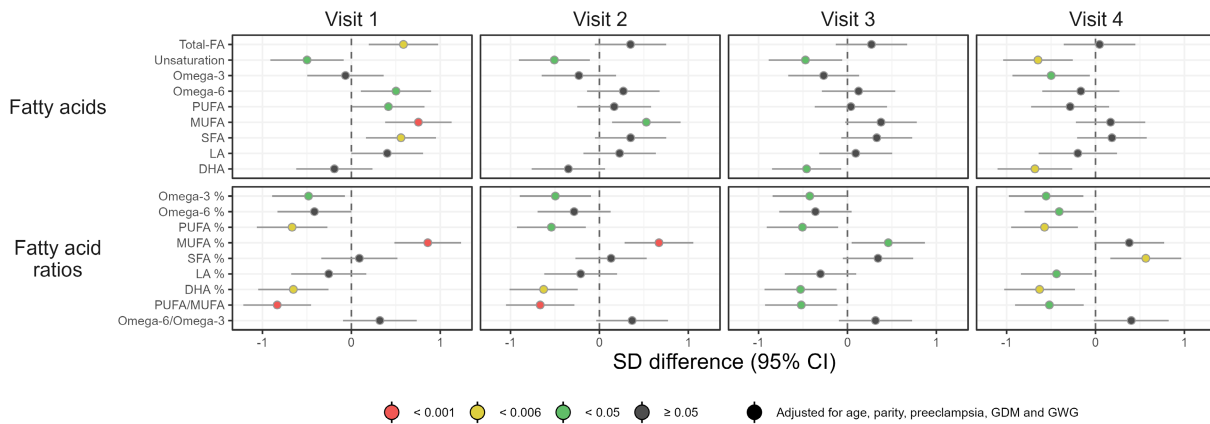 Visit 1 Visit 2 Visit 3 Visit 4
Fatty acids
Total-FA
Unsaturation
Omega-3
Omega-6
PUFA
MUFA
SFA
LA
DHA
Fatty acid
ratios
Omega-3 %
Omega-6 %
PUFA %
MUFA %
SFA %
LA %
DHA %
PUFA/MUFA
Omega-6/Omega-3
-1 0 1 -1 0 1 -1 0 1 -1 0 1
SD difference (95% CI)
< 0.001 < 0.006 < 0.05 ≥ 0.05 Adjusted for age, parity, preeclampsia, GDM and GWG